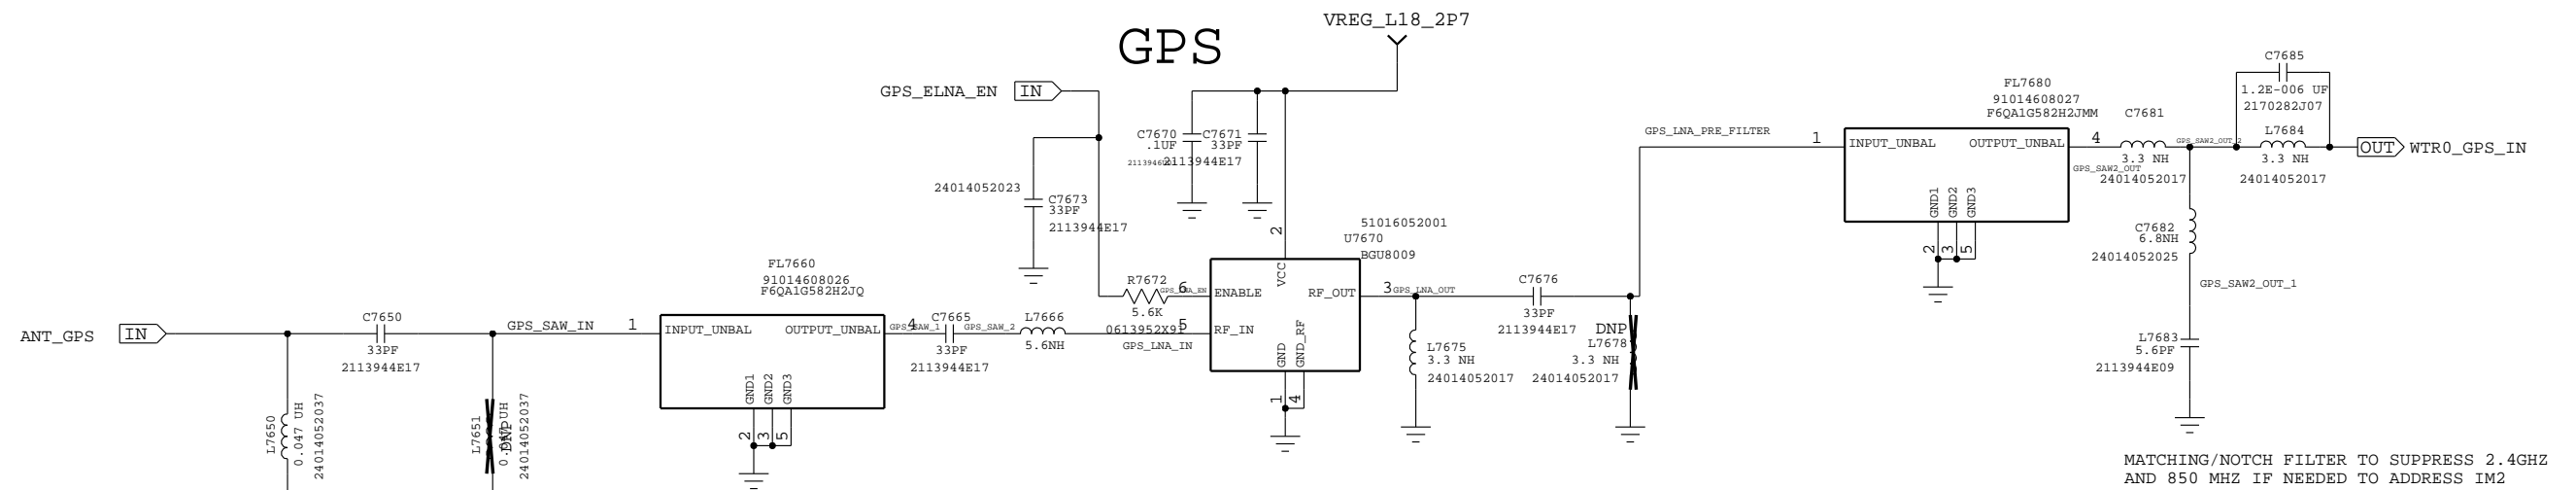 VREG_L18_2P7
GPS
GPS_ELNA_EN
IN
C7670
.1UF
C7671
33PF
2113944E17
24014052023
C7673
33PF
2113944E17
C7685
1.2E-006 UF
2170282J07
FL7680
91014608027
F6QA1G582H2JMM
C7681
L7684
GPS_LNA_PRE_FILTER
1
INPUT_UNBAL
OUTPUT_UNBAL
4
GND1
GND2
GND3
2
3
5
GPS_SAW2_OUT
GPS_SAW2_OUT_2
3.3 NH
24014052017
3.3 NH
24014052017
OUT
WTR0_GPS_IN
C7682
6.8NH
24014052025
GPS_SAW2_OUT_1
L7683
5.6PF
2113944E09
51016052001
U7670
BGU8009
2
VCC
ENABLE
RF_OUT
RF_IN
GND
GND_RF
1
4
6
5
3
R7672
5.6K
0613952X91
GPS_LNA_IN
GPS_LNA_OUT
C7676
33PF
2113944E17
DNP
L7678
3.3 NH
24014052017
L7675
3.3 NH
24014052017
FL7660
91014608026
F6QA1G582H2JQ
1
INPUT_UNBAL
OUTPUT_UNBAL
4
GND1
GND2
GND3
2
3
5
GPS_SAW_1
C7665
33PF
2113944E17
GPS_SAW_2
L7666
5.6NH
ANT_GPS
IN
C7650
33PF
2113944E17
GPS_SAW_IN
L7650
0.047 UH
24014052037
L7651
DNP
24014052037
MATCHING/NOTCH FILTER TO SUPPRESS 2.4GHZ
AND 850 MHZ IF NEEDED TO ADDRESS IM2